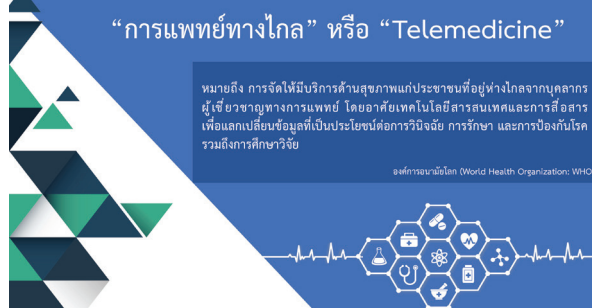 “การแพทย์ทางไกล” หรือ “Telemedicine”
หมายถึง การจัดให้มีบริการด้านสุขภาพแก่ประชาชนที่อยู่ห่างไกลจากบุคลากร
ผู้เชี่ยวชาญทางการแพทย์ โดยอาศัยเทคโนโลยีสารสนเทศและการสื่อสาร
เพื่อแลกเปลี่ยนข้อมูลที่เป็นประโยชน์ต่อการวินิจฉัย การรักษา และการป้องกันโรค
รวมถึงการศึกษาวิจัย
องค์การอนามัยโลก (World Health Organization: WHO